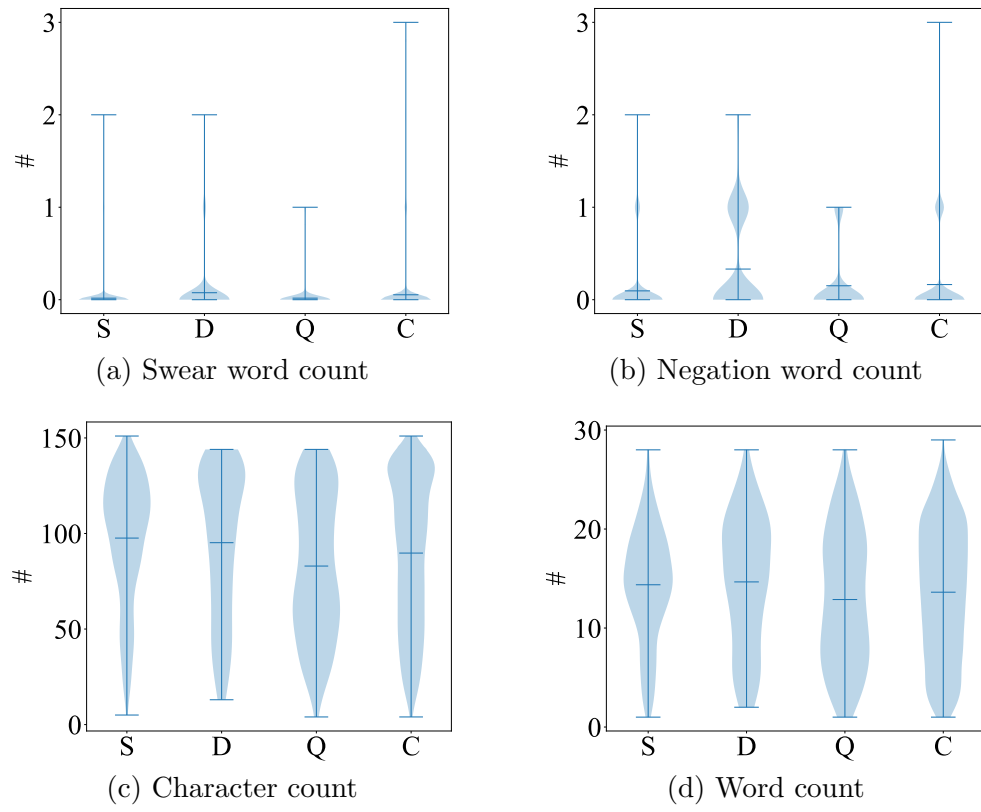 3
2
1
0
#
S D Q C
(a) Swear word count
3
2
1
0
#
S D Q C
(b) Negation word count
150
100
50
0
#
S D Q C
(c) Character count
30
20
10
0
#
S D Q C
(d) Word count